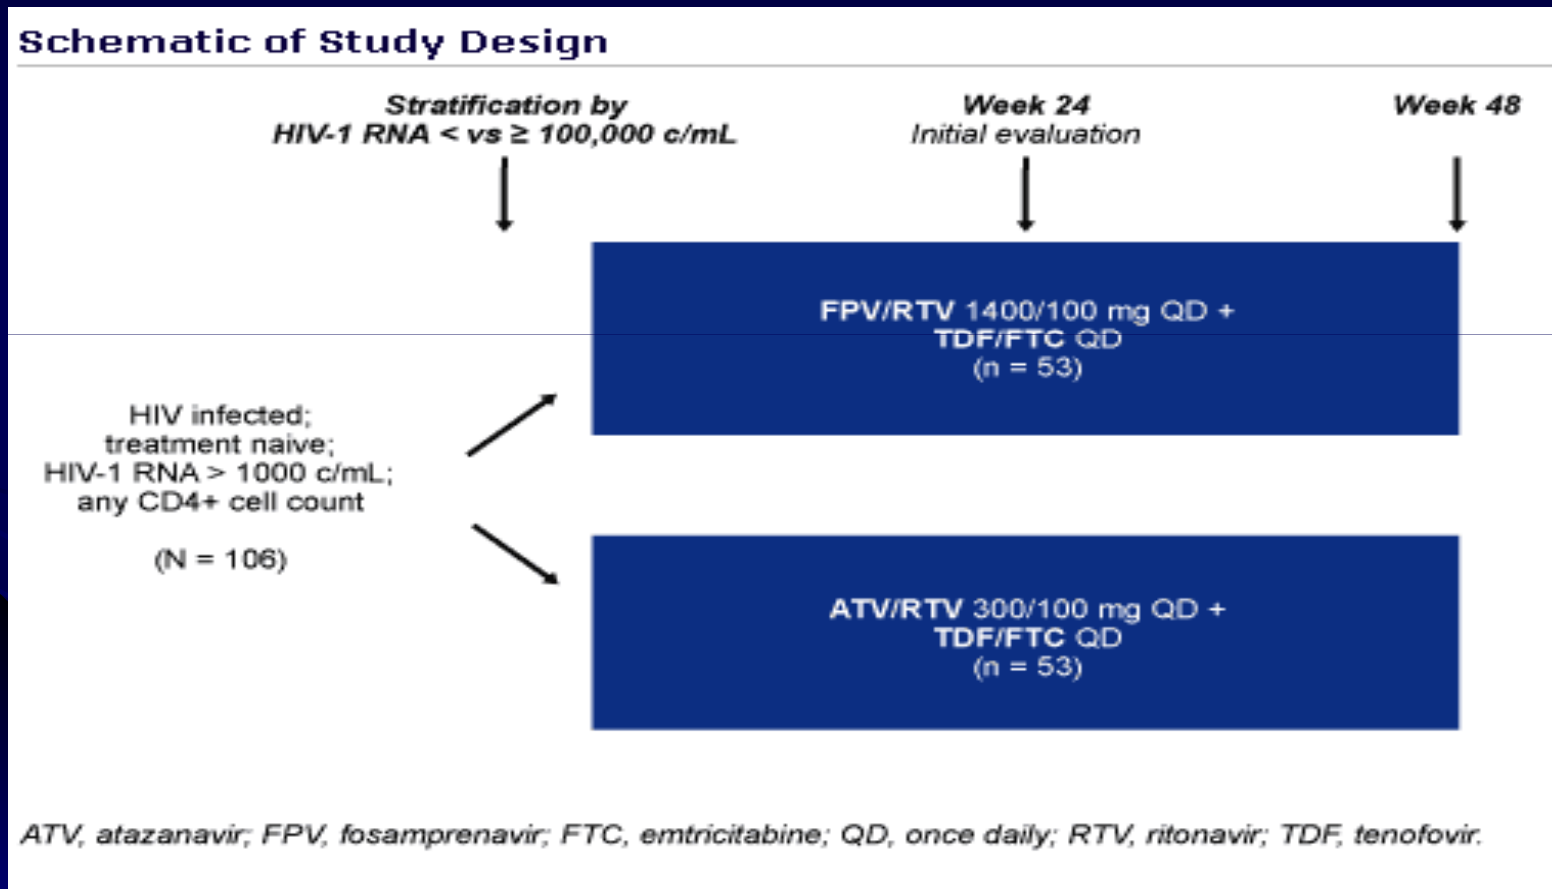 Schematic of Study Design
Stratification by
HIV-1 RNA < vs ≥ 100,000 c/mL
Week 24
Initial evaluation
Week 48
FPV/RTV 1400/100 mg QD +
TDF/FTC QD
(n = 53)
HIV infected;
treatment naive;
HIV-1 RNA > 1000 c/mL;
any CD4+ cell count
(N = 106)
ATV/RTV 300/100 mg QD +
TDF/FTC QD
(n = 53)
ATV, atazanavir; FPV, fosamprenavir; FTC, emtricitabine; QD, once daily; RTV, ritonavir; TDF, tenofovir.